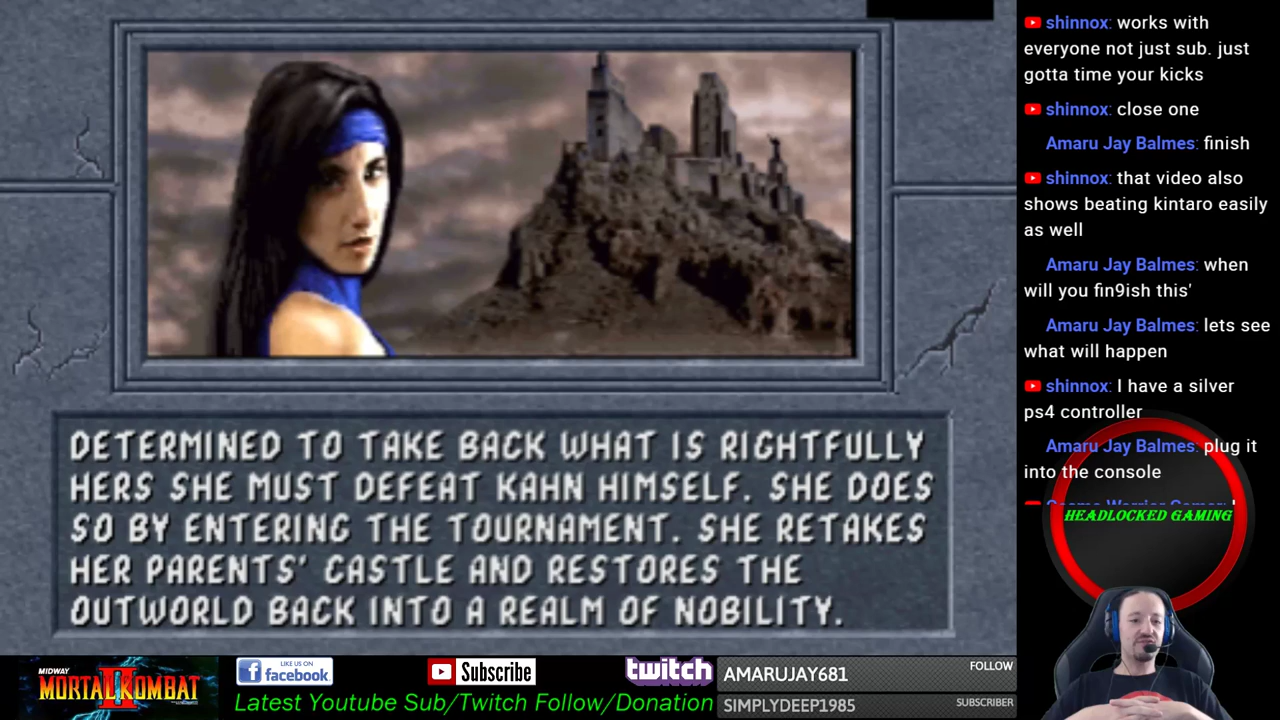 DETERMINED TO TAKE BACK WHAT IS RIGHTFULLY
HERS SHE MUST DEFEAT KAHN HIMSELF. SHE DOES
SO BY ENTERING THE TOURNAMENT. SHE RETAKES
HER PARENTS' CASTLE AND RESTORES THE
OUTWORLD BACK INTO A REALM OF NOBILITY.
shinnox: works with
everyone not just sub. just
gotta time your kicks
shinnox: close one
Amaru Jay Balmes: finish
shinnox: that video also
shows beating kintaro easily
as well
Amaru Jay Balmes: when
will you fin9ish this'
Amaru Jay Balmes: lets see
what will happen
shinnox: I have a silver
ps4 controller
Amaru Jay Balmes: plug it
into the console
HEADLOCKED GAMING
MIDWAY
MORTAL KOMBAT
II
LIKE US ON
facebook
Subscribe
twitch
AMARUJAY681
FOLLOW
Latest Youtube Sub/Twitch Follow/Donation
SIMPLYDEEP1985
SUBSCRIBER